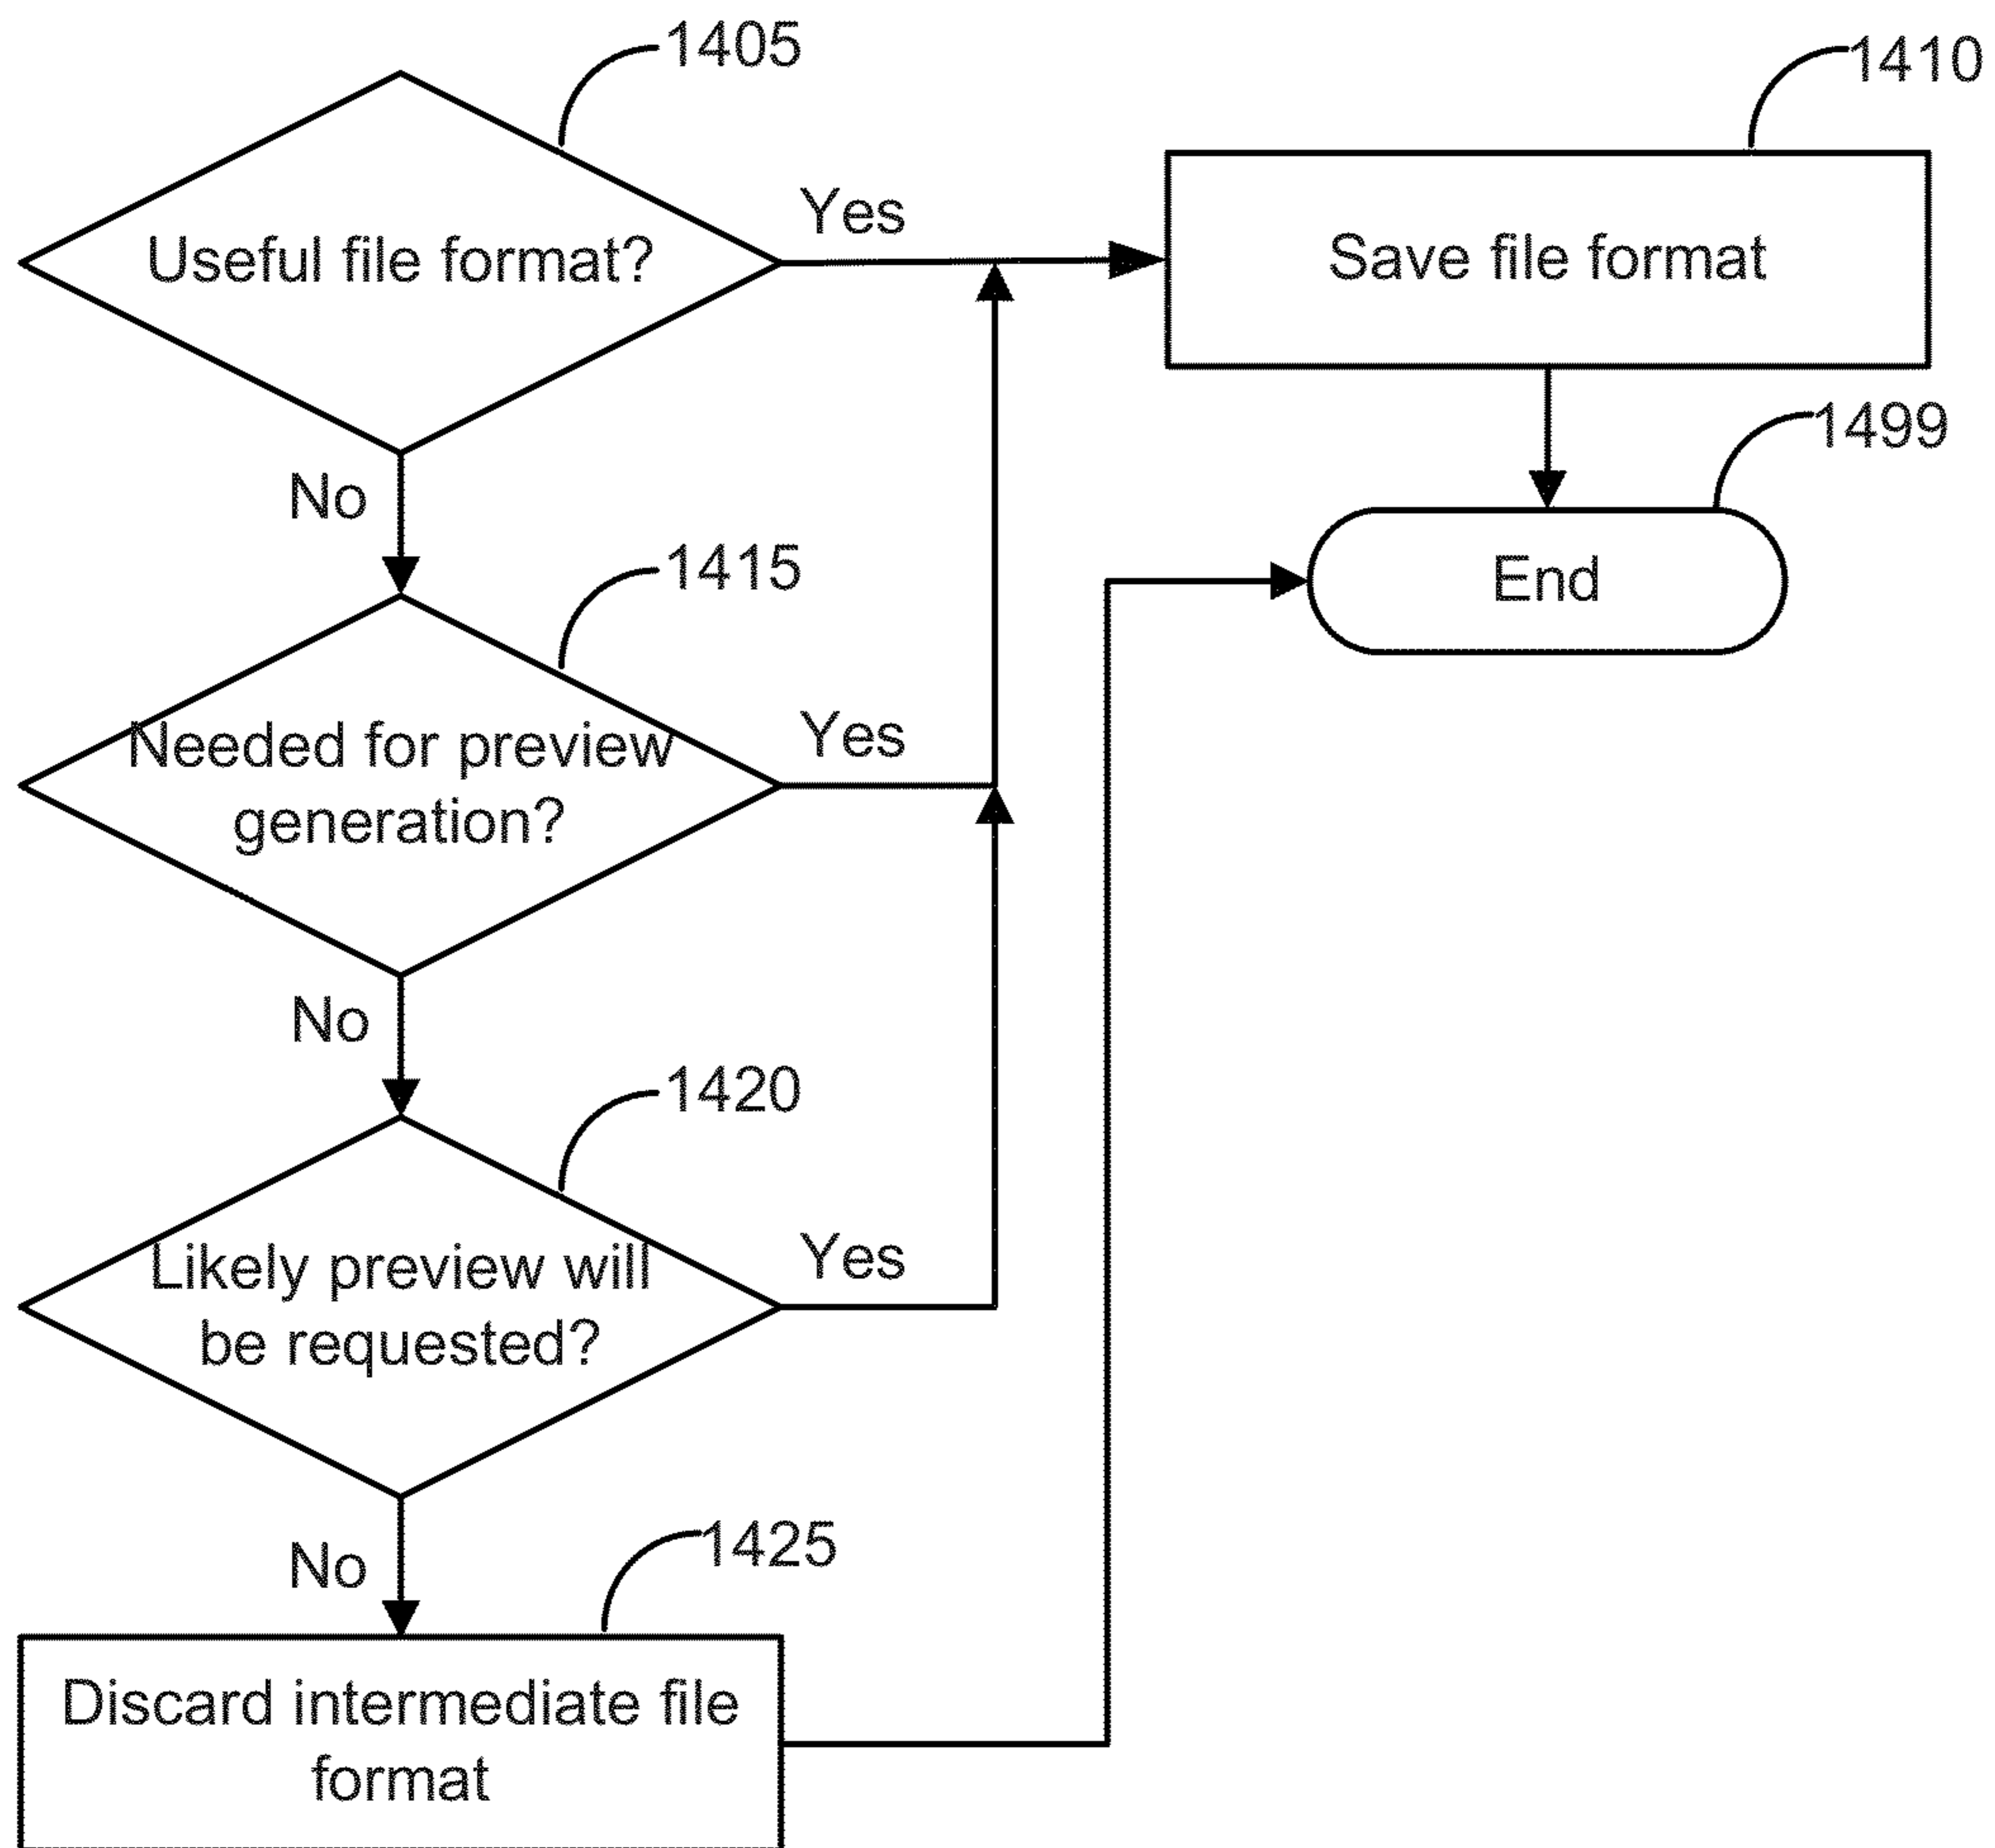 1405
1410
Useful file format?
Yes
Save file format
1499
No
End
1415
Needed for preview
generation?
Yes
No
1420
Likely preview will
be requested?
Yes
No
1425
Discard intermediate file
format